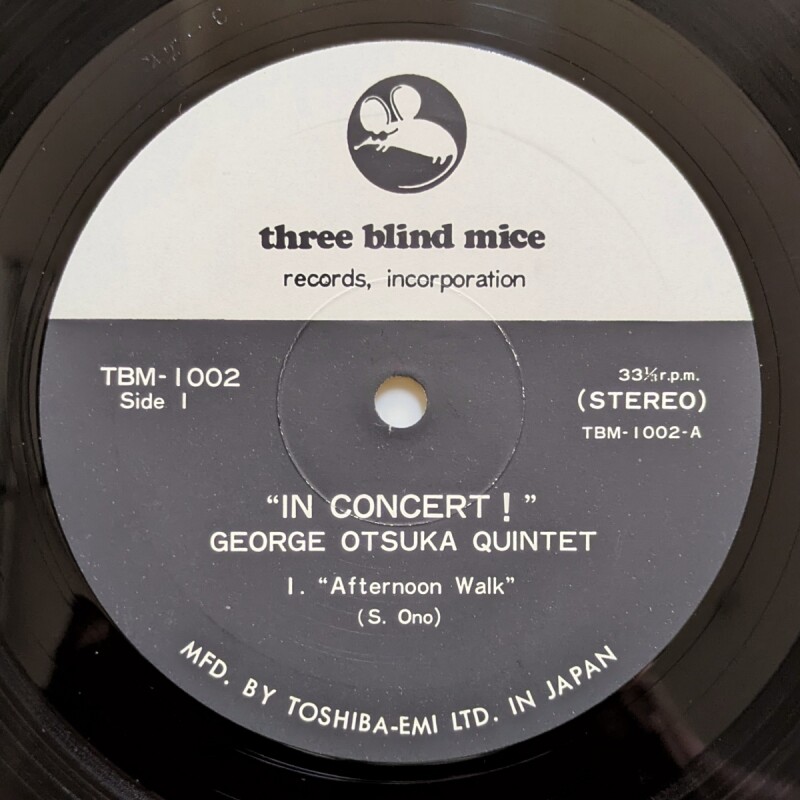 three blind mice
records, incorporation
TBM-1002
Side 1
33⅓ r.p.m.
(STEREO)
TBM-1002-A
“IN CONCERT!”
GEORGE OTSUKA QUINTET
1. “Afternoon Walk”
(S. Ono)
MFD. BY TOSHIBA-EMI LTD. IN JAPAN